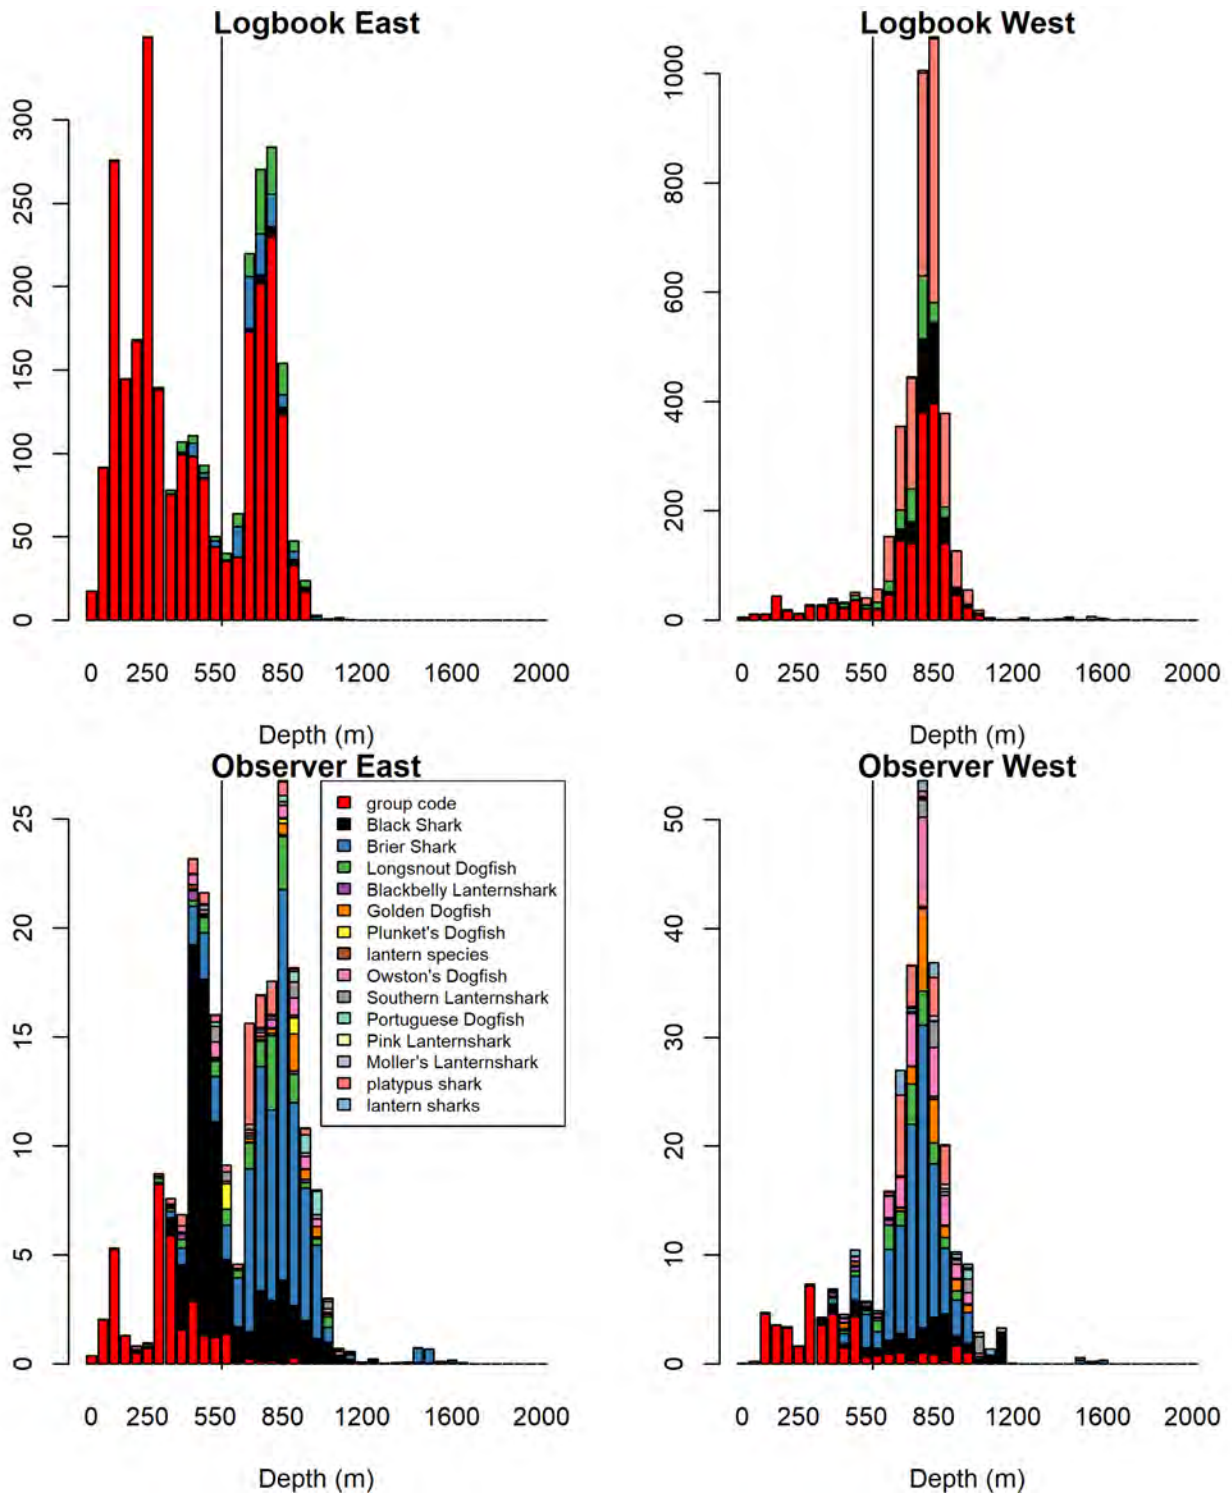 Logbook East
Logbook West
0 50 100 150 200 250 300
0 200 400 600 800 1000
0 250 550 850 1200 1600 2000
0 250 550 850 1200 1600 2000
Depth (m)
Depth (m)
Observer East
Observer West
0 5 10 15 20 25
group code
Black Shark
Brier Shark
Longsnout Dogfish
Blackbelly Lanternshark
Golden Dogfish
Plunket's Dogfish
lantern species
Owston's Dogfish
Southern Lanternshark
Portuguese Dogfish
Pink Lanternshark
Moller's Lanternshark
platypus shark
lantern sharks
0 10 20 30 40 50
0 250 550 850 1200 1600 2000
0 250 550 850 1200 1600 2000
Depth (m)
Depth (m)